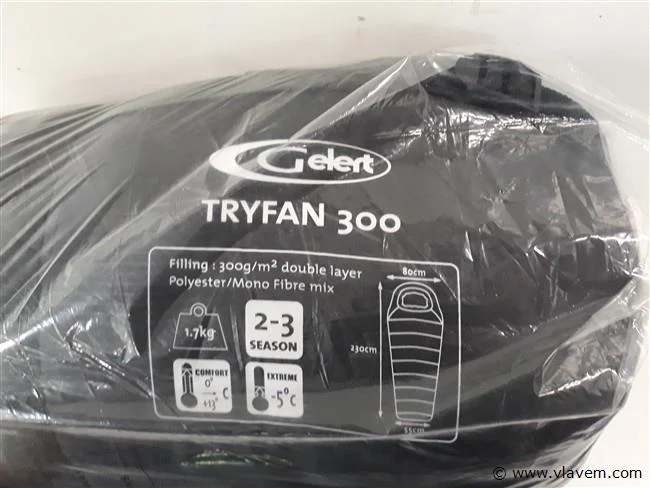 Gelert
TRYFAN 300
Filling : 300g/m² double layer
Polyester/Mono Fibre mix
80cm
1.7kg
2-3
SEASON
230cm
COMFORT
0°
C
+13°
EXTREME
-5°C
55cm
© www.vlavem.com